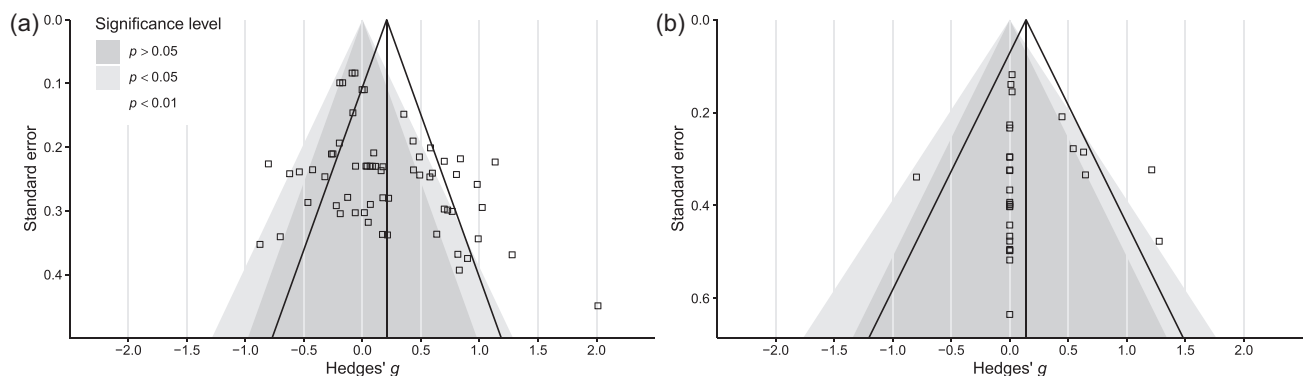 (a)
Significance level
p > 0.05
p < 0.05
p < 0.01
0.0
0.1
0.2
0.3
0.4
Standard error
−2.0 −1.5 −1.0 −0.5 0.0 0.5 1.0 1.5 2.0
Hedges' g
(b)
0.0
0.2
0.4
0.6
Standard error
−2.0 −1.5 −1.0 −0.5 0.0 0.5 1.0 1.5 2.0
Hedges' g